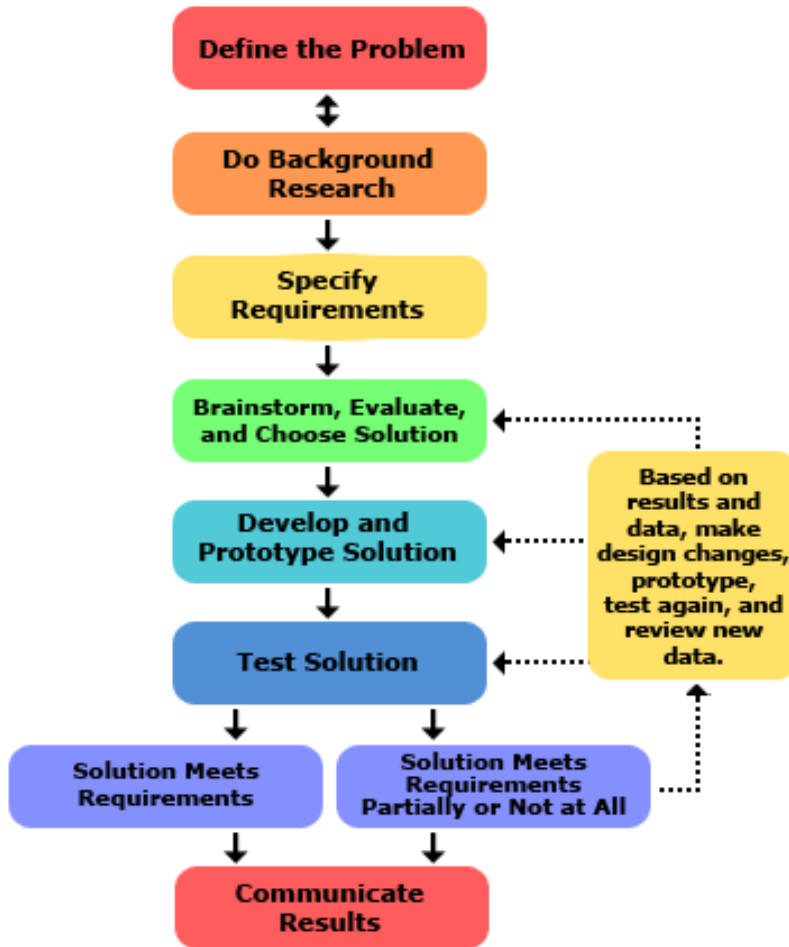 Define the Problem
Do Background
Research
Specify
Requirements
Brainstorm, Evaluate,
and Choose Solution
Develop and
Prototype Solution
Test Solution
Based on
results and
data, make
design changes,
prototype,
test again, and
review new
data.
Solution Meets
Requirements
Solution Meets
Requirements
Partially or Not at All
Communicate
Results